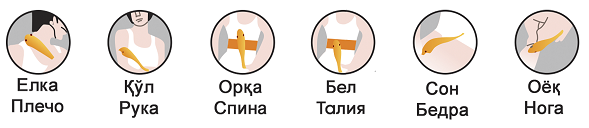 Елка
Плечо
Қўл
Рука
Орқа
Спина
Бел
Талия
Сон
Бедра
Оёқ
Нога